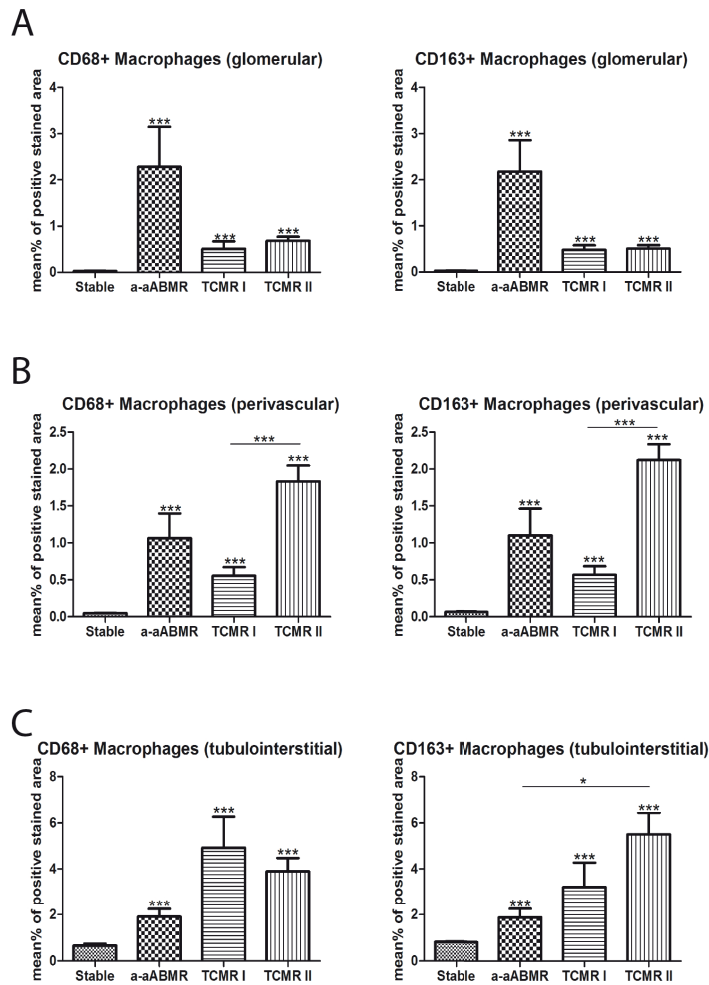 A
CD68+ Macrophages (glomerular)
mean% of positive stained area
4
3
2
1
0
***
***
***
Stable a-aABMR TCMR I TCMR II
CD163+ Macrophages (glomerular)
mean% of positive stained area
4
3
2
1
0
***
***
***
Stable a-aABMR TCMR I TCMR II
B
CD68+ Macrophages (perivascular)
mean% of positive stained area
2.5
2.0
1.5
1.0
0.5
0.0
***
***
***
***
Stable a-aABMR TCMR I TCMR II
CD163+ Macrophages (perivascular)
mean% of positive stained area
2.5
2.0
1.5
1.0
0.5
0.0
***
***
***
***
Stable a-aABMR TCMR I TCMR II
C
CD68+ Macrophages (tubulointerstitial)
mean% of positive stained area
8
6
4
2
0
***
***
***
Stable a-aABMR TCMR I TCMR II
CD163+ Macrophages (tubulointerstitial)
mean% of positive stained area
8
6
4
2
0
*
***
***
***
Stable a-aABMR TCMR I TCMR II